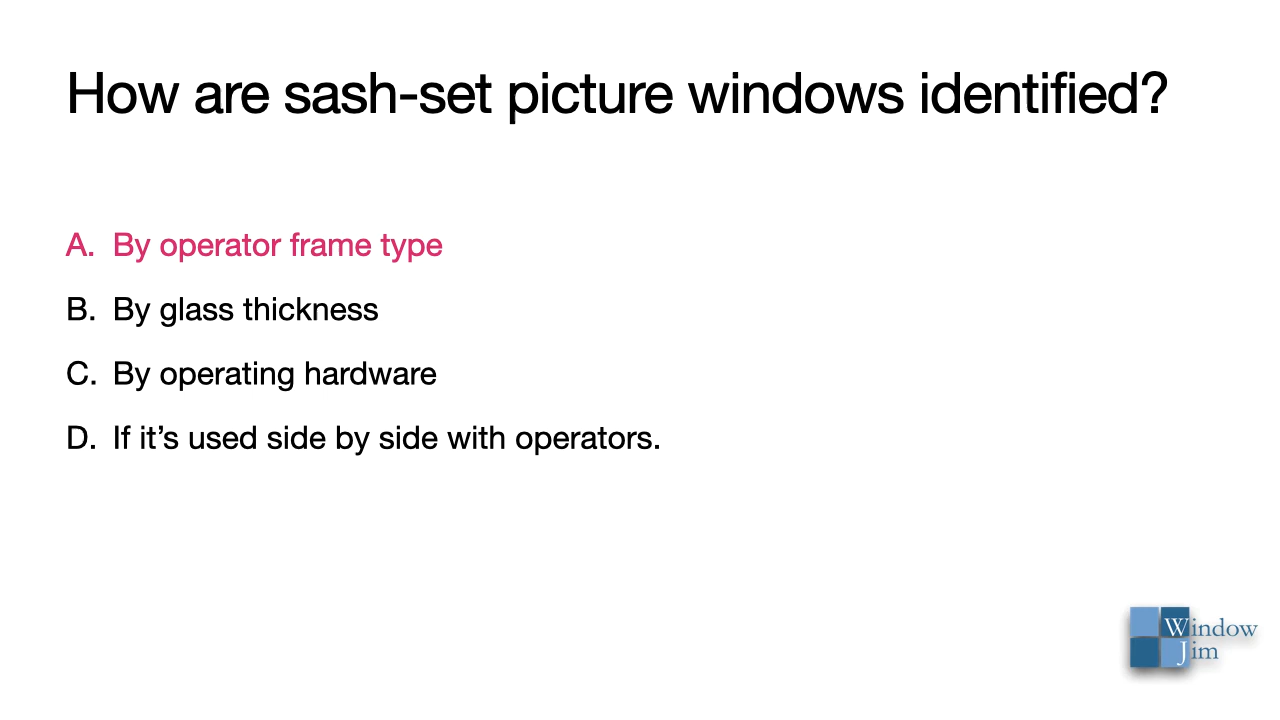 How are sash-set picture windows identified?
A. By operator frame type
B. By glass thickness
C. By operating hardware
D. If it’s used side by side with operators.
Window
Jim